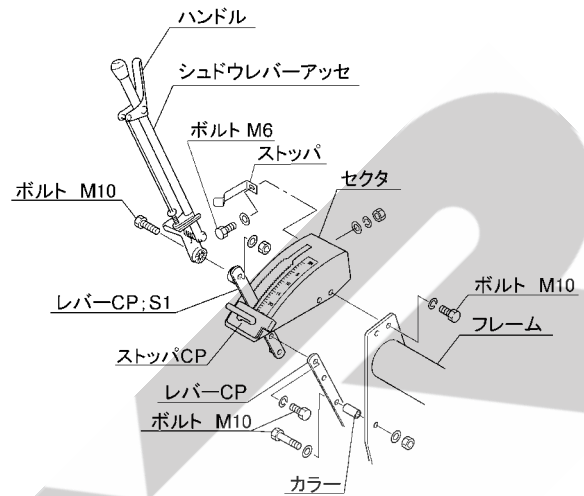 ハンドル
シュドウレバーアッセ
ボルト M6
ストッパ
セクタ
ボルト M10
レバーCP;S1
ボルト M10
フレーム
ストッパCP
レバーCP
ボルト M10
カラー